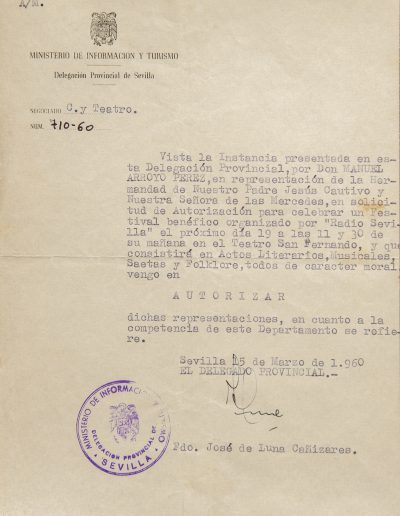 A/M.
MINISTERIO DE INFORMACION Y TURISMO
Delegación Provincial de Sevilla
NEGOCIADO C.y Teatro.
NUM. 710-60
Vista la Instancia presentada en es-
ta Delegación Provincial,por Don MANUEL
ARROYO PEREZ,en representación de la Her-
mandad de Nuestro Padre Jesús Cautivo y
Nuestra Señora de las Mercedes,en solici-
tud de Autorización para celebrar un Fes-
tival benéfico organizado por "Radio Sevi-
lla" el próximo día 19 a las 11 y 30 de
su mañana en el Teatro San Fernando, y que
consistirá en Actos Literarios,Musicales,
Saetas y Folklore,todos de caracter moral,
vengo en
A U T O R I Z A R
dichas representaciones, en cuanto a la
competencia de este Departamento se refie-
re.
Sevilla 15 de Marzo de 1.960
EL DELEGADO PROVINCIAL.-
MINISTERIO DE INFORMACION Y TURISMO
DELEGACION PROVINCIAL DE
SEVILLA
Fdo. José de Luna Cañizares.